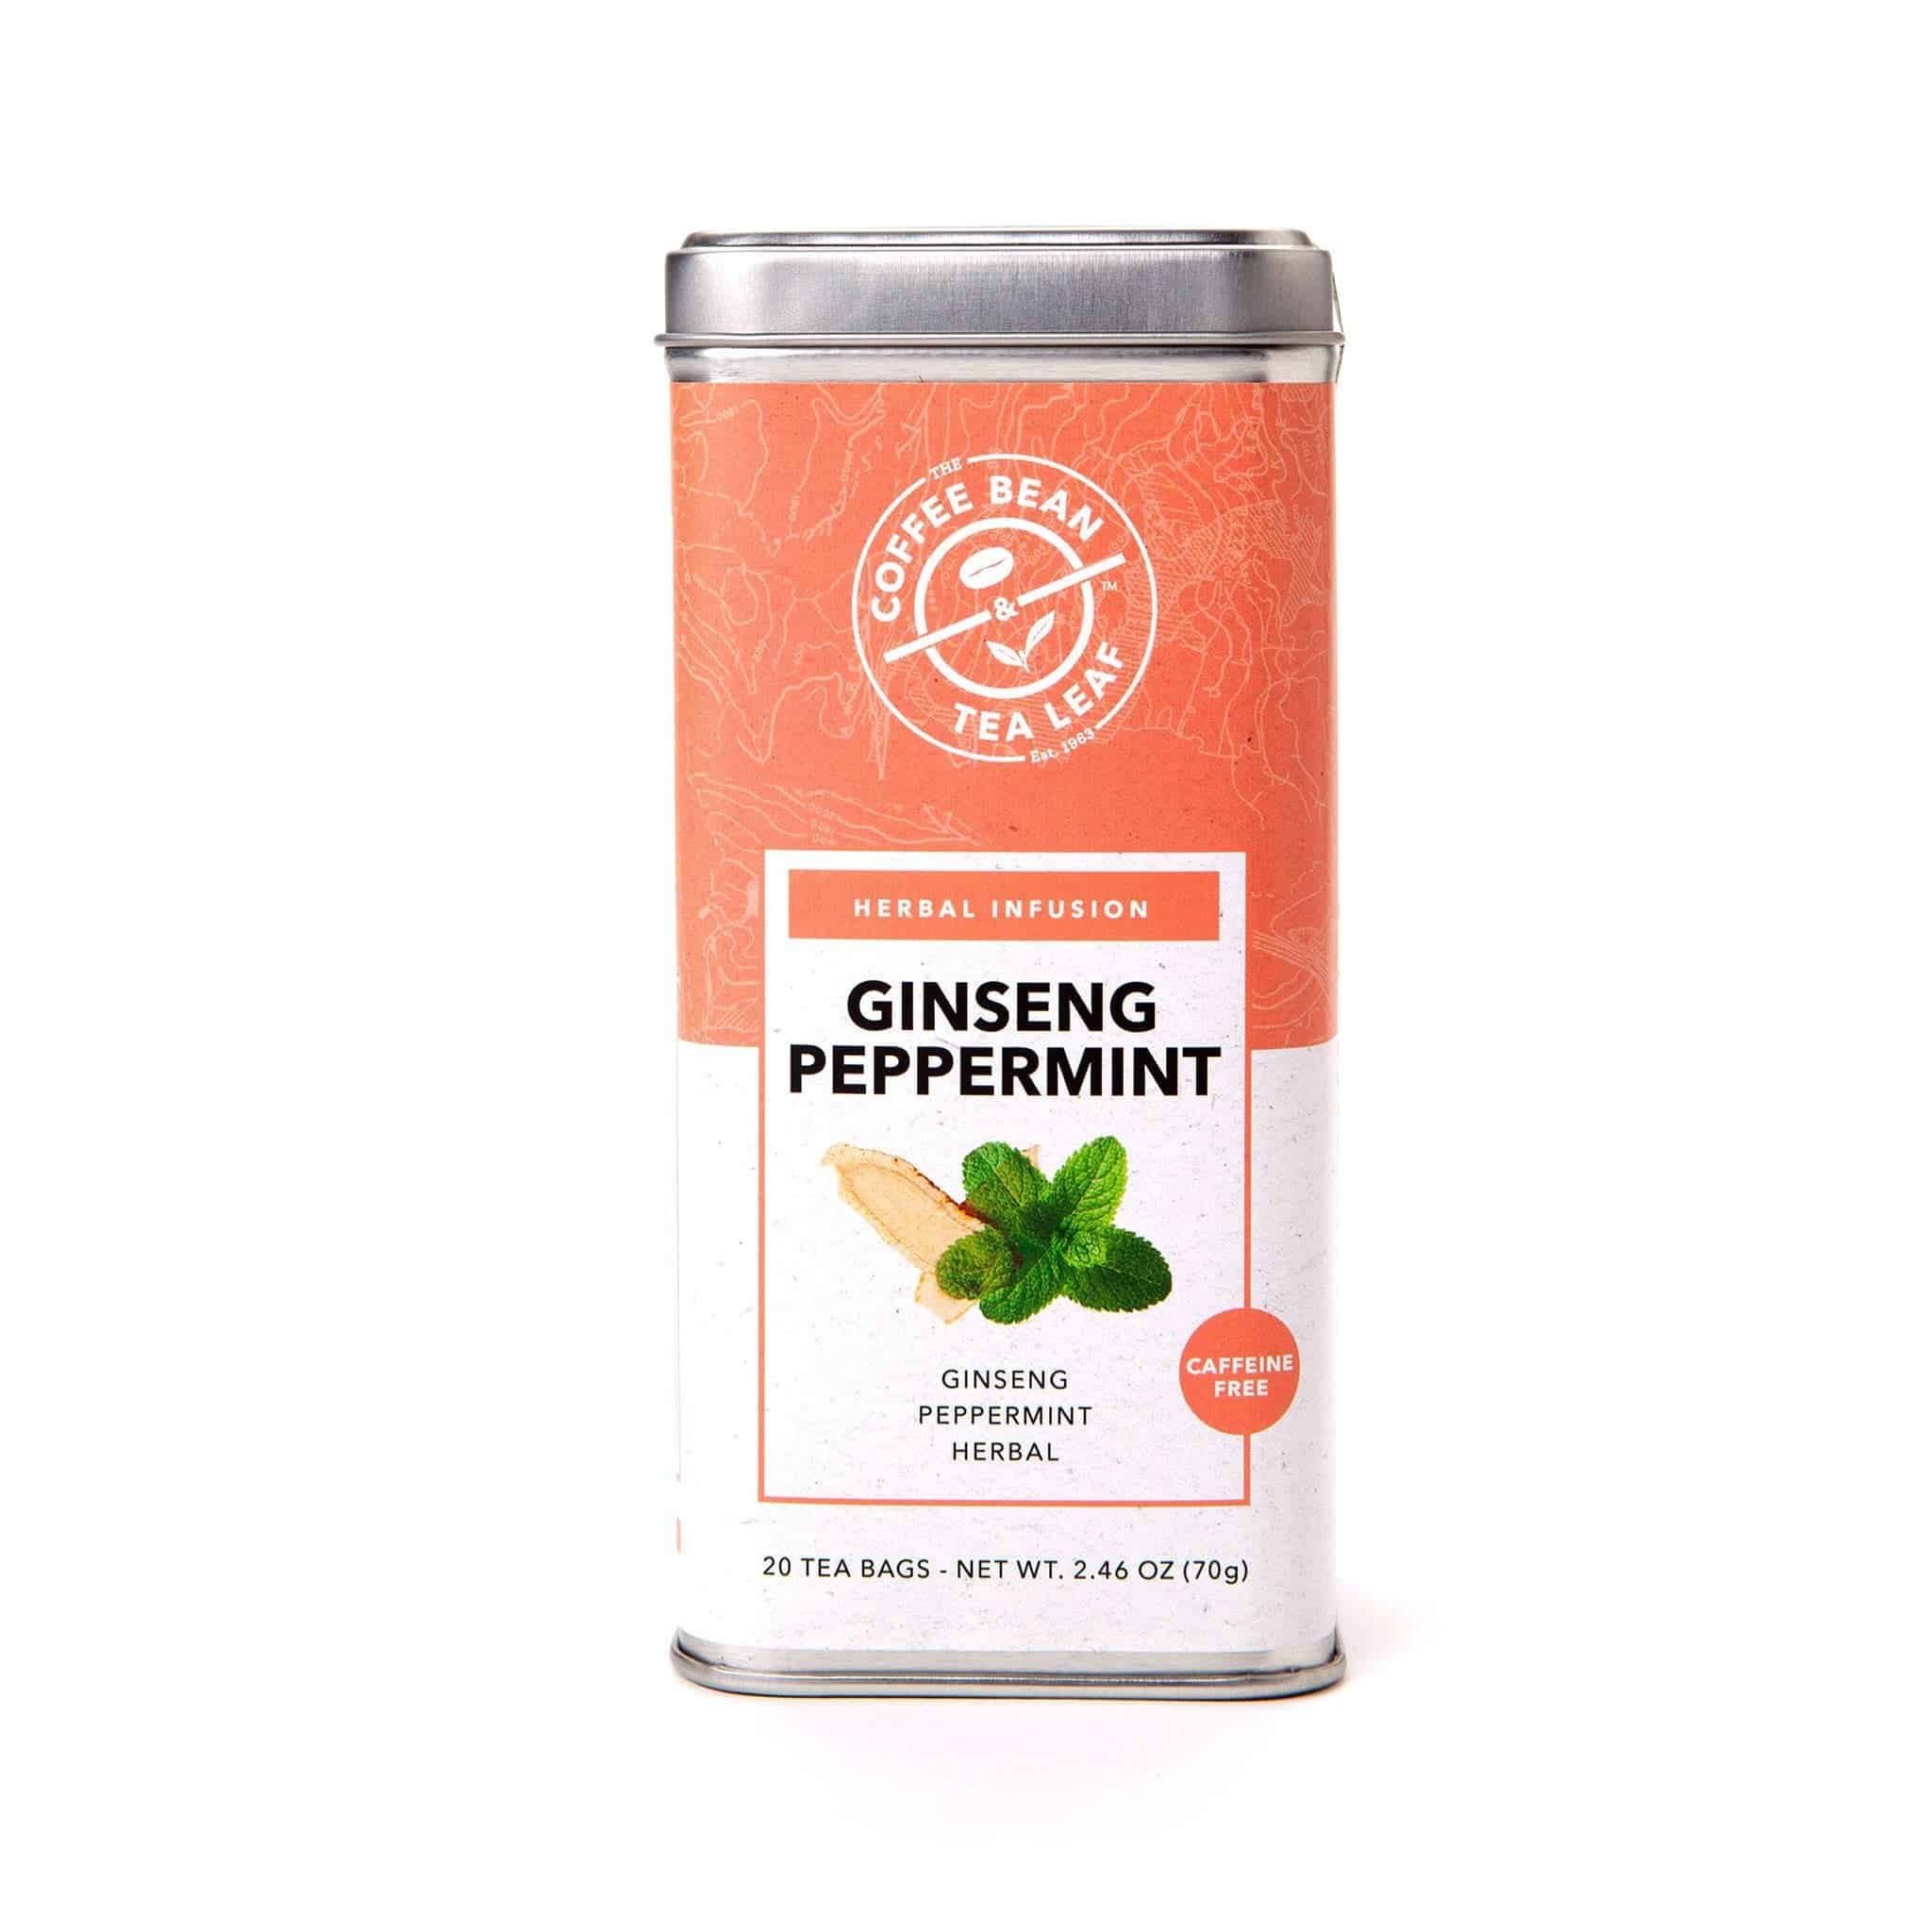 THE
COFFEE BEAN
&
TEA LEAF
TM
Est. 1963
HERBAL INFUSION
GINSENG
PEPPERMINT
GINSENG
PEPPERMINT
HERBAL
CAFFEINE
FREE
20 TEA BAGS - NET WT. 2.46 OZ (70g)